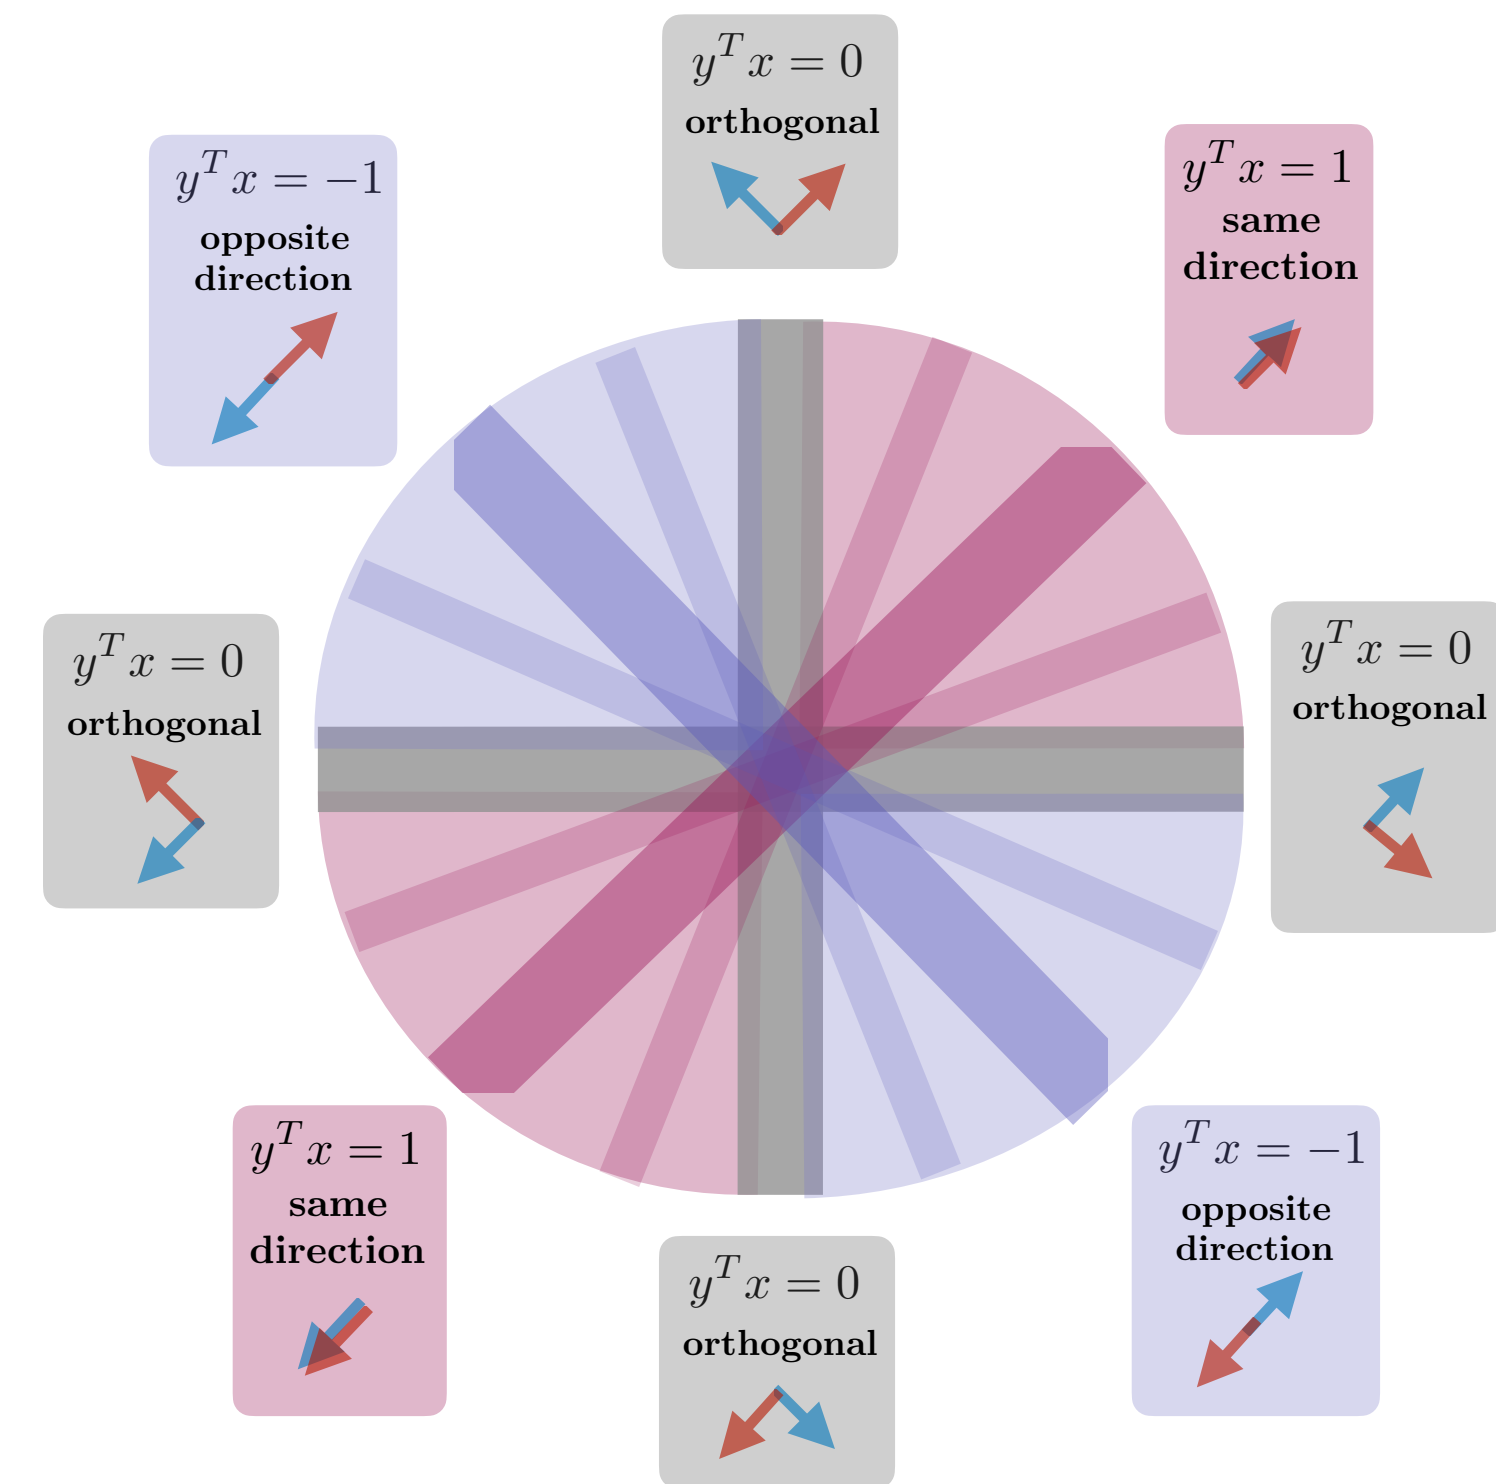 y^T x = 0
orthogonal
y^T x = -1
opposite
direction
y^T x = 1
same
direction
y^T x = 0
orthogonal
y^T x = 0
orthogonal
y^T x = 1
same
direction
y^T x = 0
orthogonal
y^T x = -1
opposite
direction